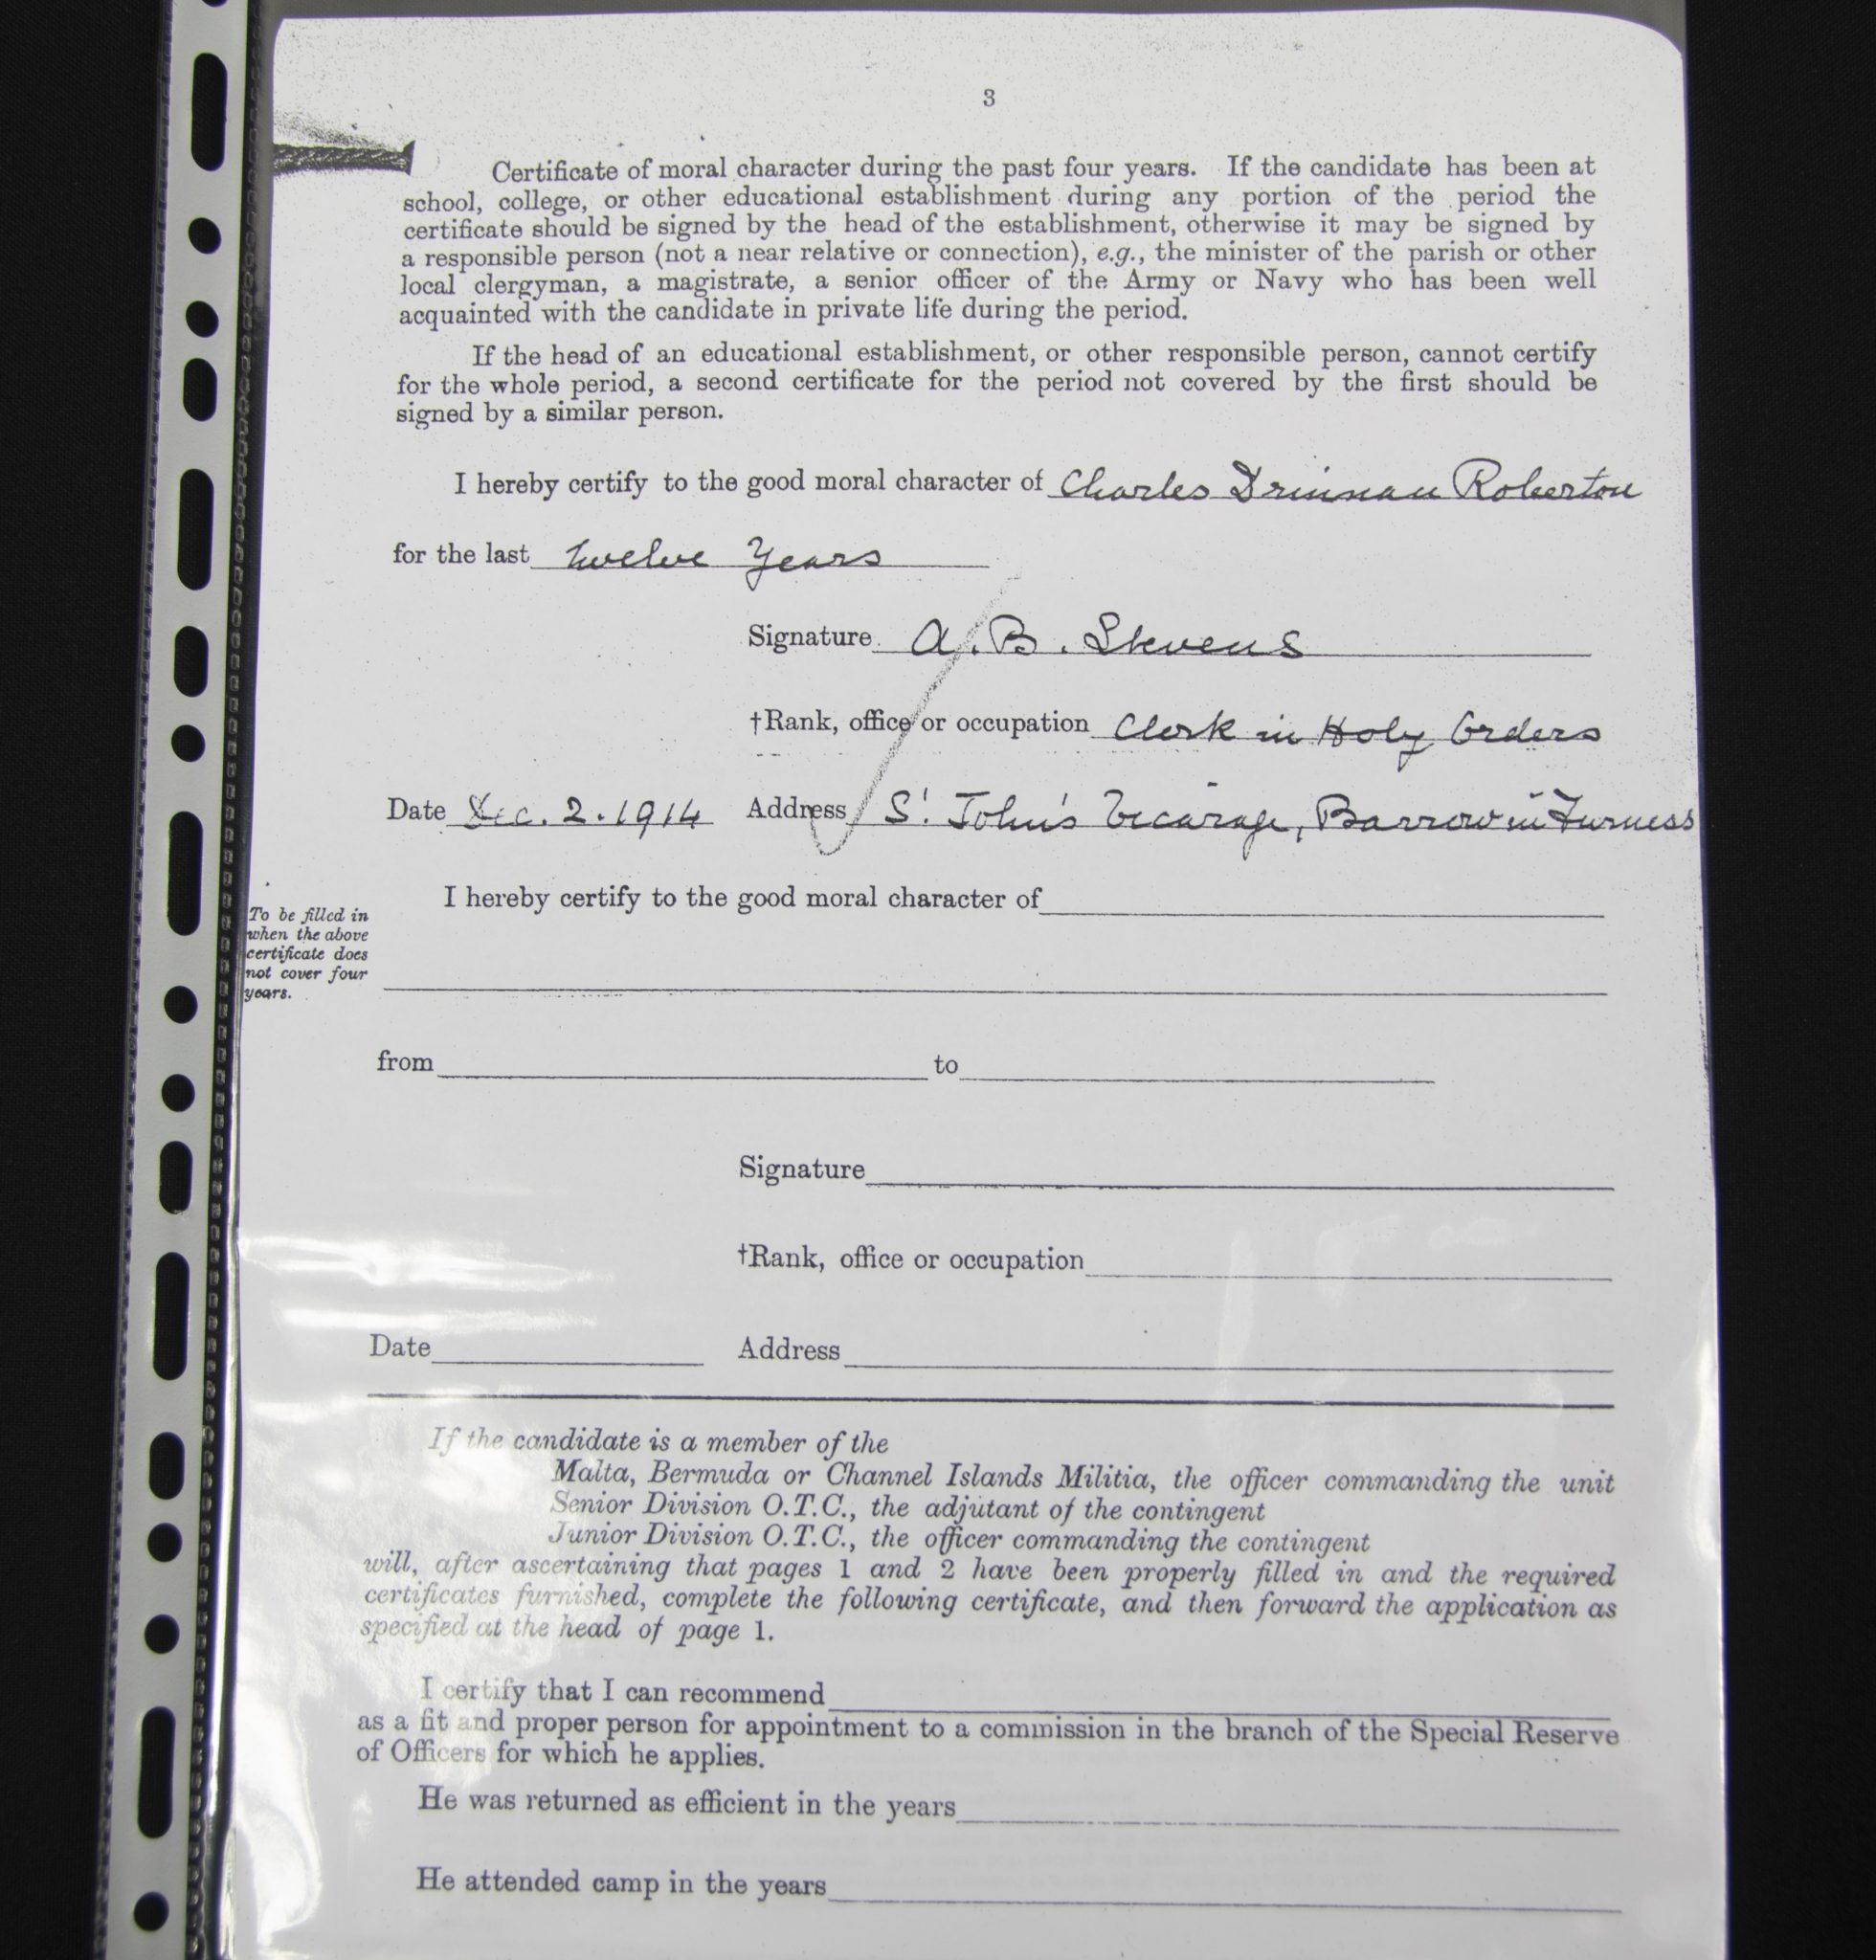 3
Certificate of moral character during the past four years. If the candidate has been at
school, college, or other educational establishment during any portion of the period the
certificate should be signed by the head of the establishment, otherwise it may be signed by
a responsible person (not a near relative or connection), e.g., the minister of the parish or other
local clergyman, a magistrate, a senior officer of the Army or Navy who has been well
acquainted with the candidate in private life during the period.
If the head of an educational establishment, or other responsible person, cannot certify
for the whole period, a second certificate for the period not covered by the first should be
signed by a similar person.
I hereby certify to the good moral character of Charles Drinnan Roberton
for the last twelve Years
Signature A. B. Stevens
†Rank, office or occupation Clerk in Holy Orders
Date Dec. 2. 1914 Address St. John's Vicarage, Barrow in Furness
I hereby certify to the good moral character of
To be filled in
when the above
certificate does
not cover four
years.
from to
Signature
†Rank, office or occupation
Date Address
If the candidate is a member of the
Malta, Bermuda or Channel Islands Militia, the officer commanding the unit
Senior Division O.T.C., the adjutant of the contingent
Junior Division O.T.C., the officer commanding the contingent
will, after ascertaining that pages 1 and 2 have been properly filled in and the required
certificates furnished, complete the following certificate, and then forward the application as
specified at the head of page 1.
I certify that I can recommend
as a fit and proper person for appointment to a commission in the branch of the Special Reserve
of Officers for which he applies.
He was returned as efficient in the years
He attended camp in the years